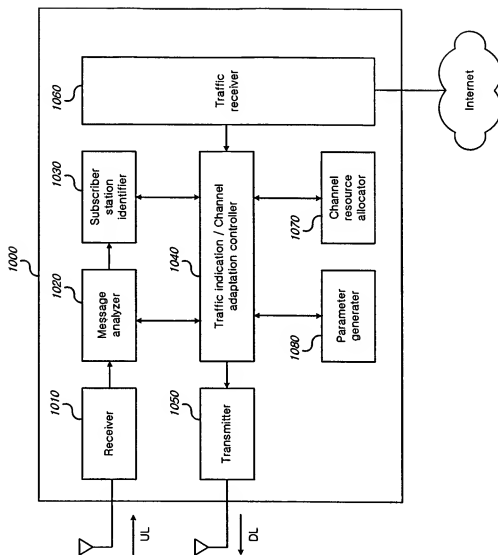 1000
1010
Receiver
1020
Message
analyzer
1030
Subscriber
station
identifier
1060
Traffic
receiver
UL
1050
Transmitter
1040
Traffic indication / Channel
adaptation controller
DL
1080
Parameter
generater
1070
Channel
resource
allocator
Internet